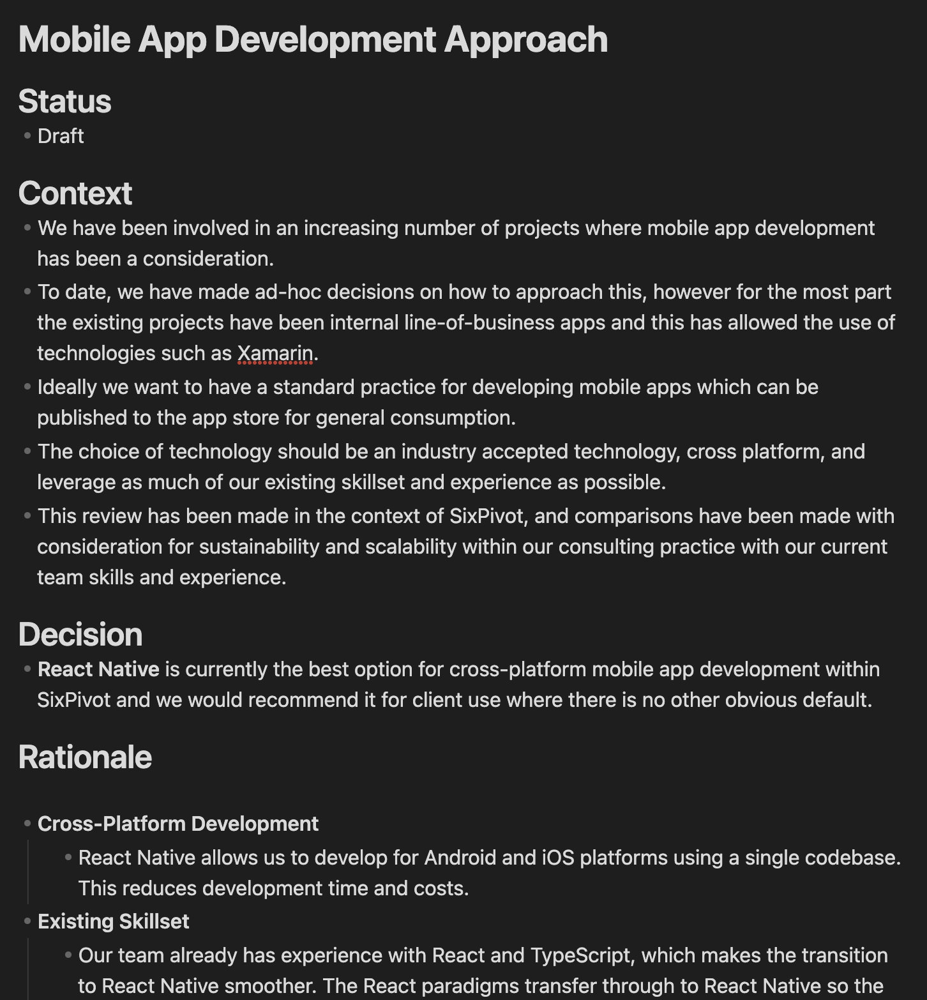 Mobile App Development Approach
Status
• Draft
Context
• We have been involved in an increasing number of projects where mobile app development
has been a consideration.
• To date, we have made ad-hoc decisions on how to approach this, however for the most part
the existing projects have been internal line-of-business apps and this has allowed the use of
technologies such as Xamarin.
• Ideally we want to have a standard practice for developing mobile apps which can be
published to the app store for general consumption.
• The choice of technology should be an industry accepted technology, cross platform, and
leverage as much of our existing skillset and experience as possible.
• This review has been made in the context of SixPivot, and comparisons have been made with
consideration for sustainability and scalability within our consulting practice with our current
team skills and experience.
Decision
• React Native is currently the best option for cross-platform mobile app development within
SixPivot and we would recommend it for client use where there is no other obvious default.
Rationale
• Cross-Platform Development
• React Native allows us to develop for Android and iOS platforms using a single codebase.
This reduces development time and costs.
• Existing Skillset
• Our team already has experience with React and TypeScript, which makes the transition
to React Native smoother. The React paradigms transfer through to React Native so the